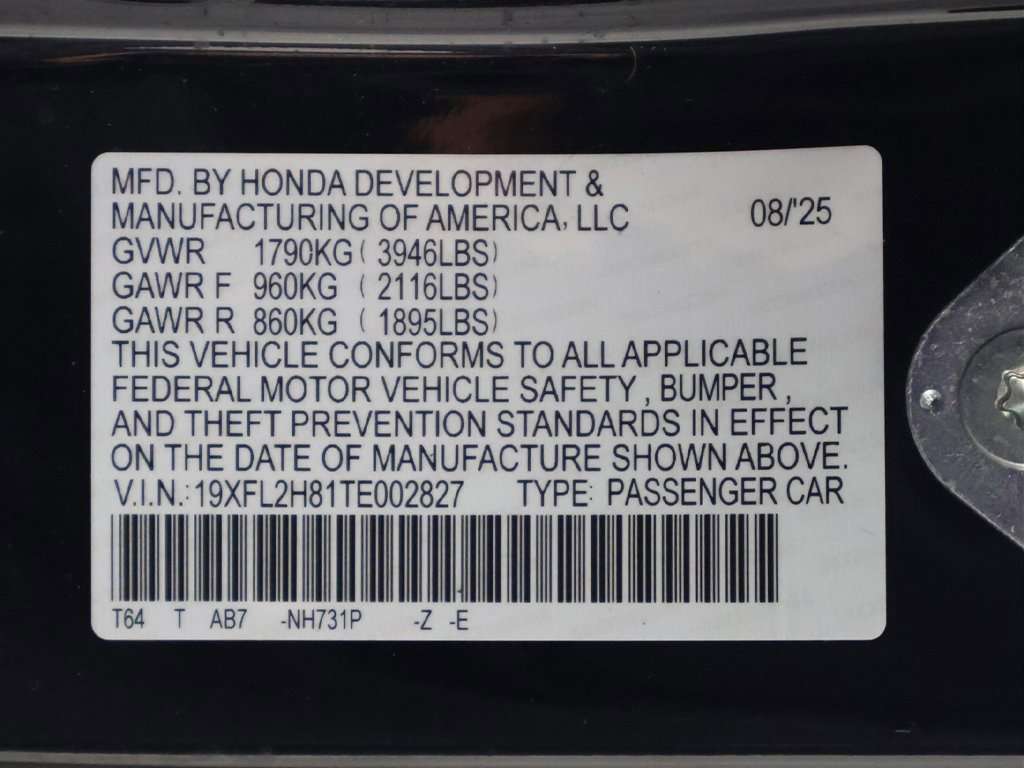 MFD. BY HONDA DEVELOPMENT &
MANUFACTURING OF AMERICA, LLC 08/'25
GVWR 1790KG ( 3946LBS)
GAWR F 960KG ( 2116LBS)
GAWR R 860KG ( 1895LBS)
THIS VEHICLE CONFORMS TO ALL APPLICABLE
FEDERAL MOTOR VEHICLE SAFETY , BUMPER ,
AND THEFT PREVENTION STANDARDS IN EFFECT
ON THE DATE OF MANUFACTURE SHOWN ABOVE.
V.I.N.: 19XFL2H81TE002827 TYPE: PASSENGER CAR
T64 T AB7 -NH731P -Z -E